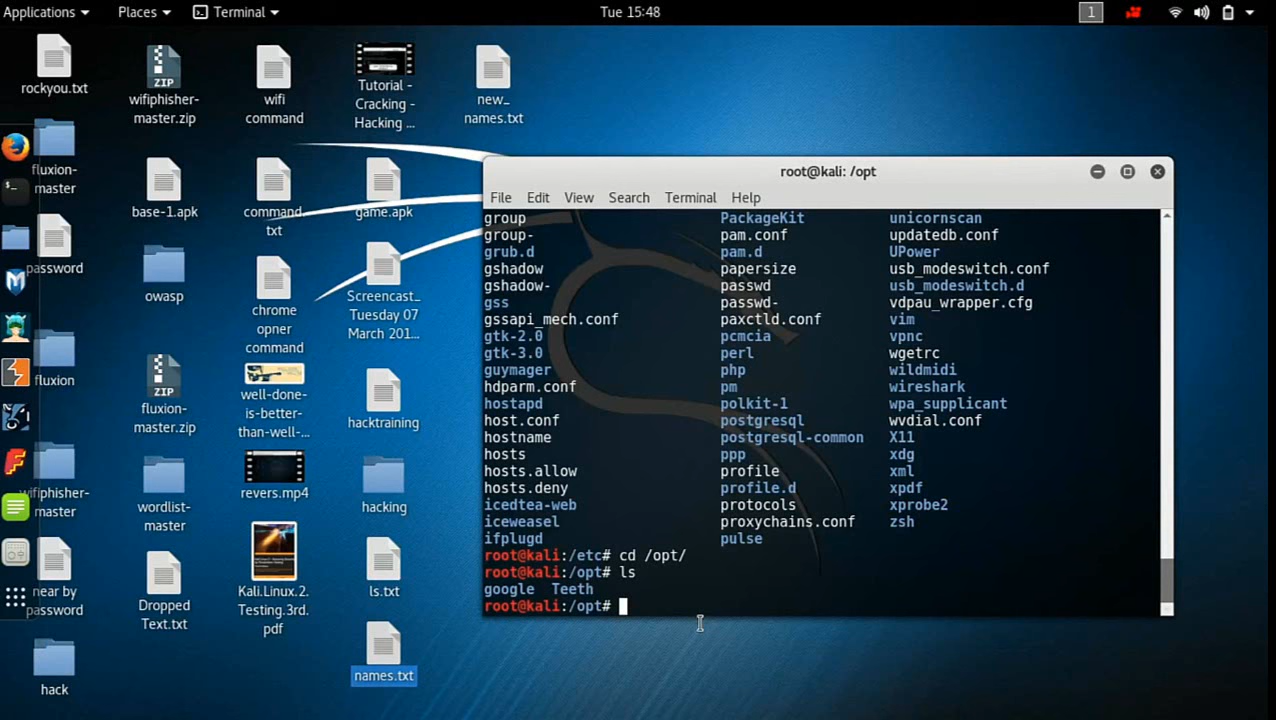 Applications Places Terminal Tue 15:48 1
rockyou.txt
wifiphisher-
master.zip
wifi
command
Tutorial -
Cracking -
Hacking ...
new_
names.txt
fluxion-
master
base-1.apk
command.
txt
game.apk
password
owasp
chrome
opner
command
Screencast_
Tuesday 07
March 201...
fluxion
fluxion-
master.zip
well-done-
is-better-
than-well-...
hacktraining
wifiphisher-
master
wordlist-
master
revers.mp4
hacking
near by
password
Dropped
Text.txt
Kali.Linux.2.
Testing.3rd.
pdf
ls.txt
hack
names.txt
root@kali: /opt
File Edit View Search Terminal Help
group PackageKit unicornscan
group- pam.conf updatedb.conf
grub.d pam.d UPower
gshadow papersize usb_modeswitch.conf
gshadow- passwd usb_modeswitch.d
gss passwd- vdpau_wrapper.cfg
gssapi_mech.conf paxctld.conf vim
gtk-2.0 pcmcia vpnc
gtk-3.0 perl wgetrc
guymager php wildmidi
hdparm.conf pm wireshark
hostapd polkit-1 wpa_supplicant
host.conf postgresql wvdial.conf
hostname postgresql-common X11
hosts ppp xdg
hosts.allow profile xml
hosts.deny profile.d xpdf
icedtea-web protocols xprobe2
iceweasel proxychains.conf zsh
ifplugd pulse
root@kali:/etc# cd /opt/
root@kali:/opt# ls
google Teeth
root@kali:/opt#